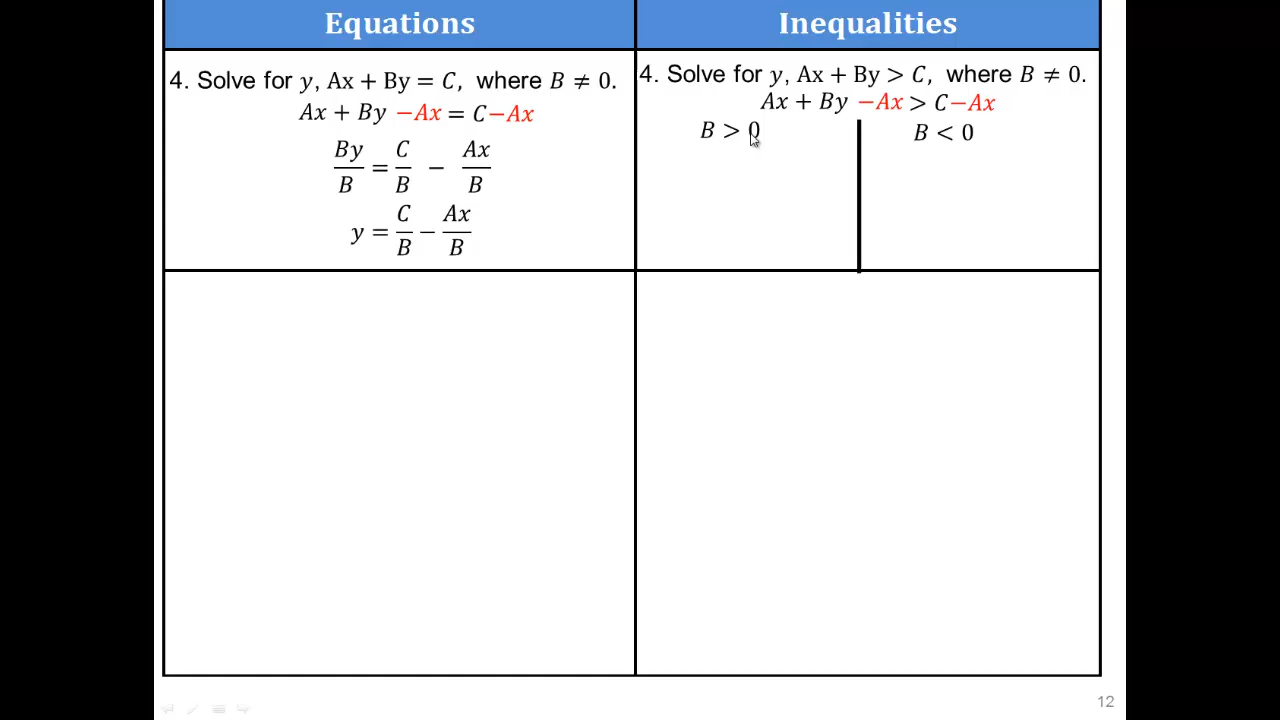 Equations
Inequalities
4. Solve for y, Ax + By = C, where B ≠ 0.
Ax + By −Ax = C −Ax
By/B = C/B − Ax/B
y = C/B − Ax/B
4. Solve for y, Ax + By > C, where B ≠ 0.
Ax + By −Ax > C −Ax
B > 0
B < 0
12